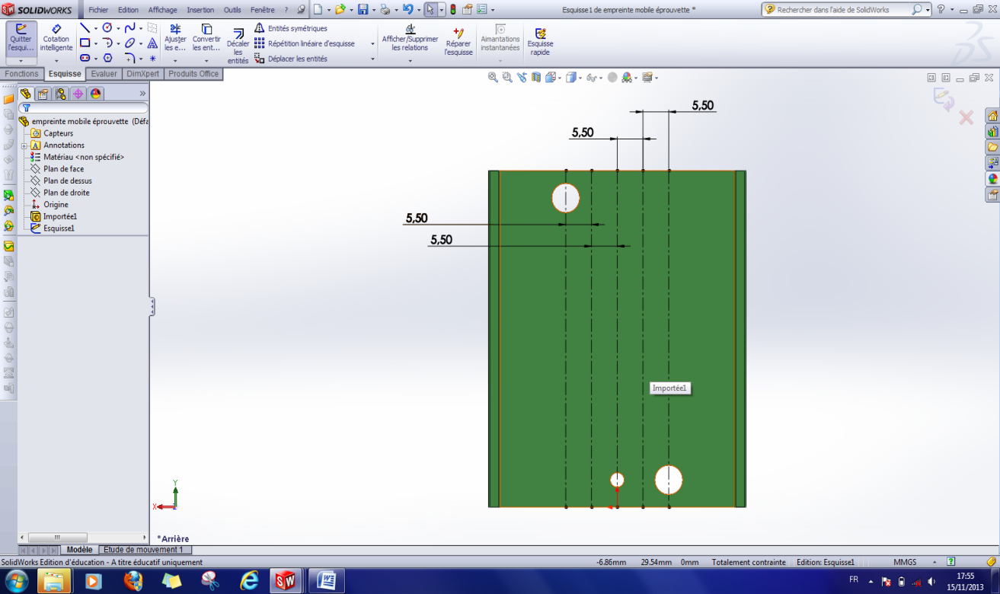 SOLIDWORKS Fichier Edition Affichage Insertion Outils Fenêtre ? Esquisse1 de empreinte mobile éprouvette * Rechercher dans l'aide de SolidWorks
Quitter l'esqui...
Cotation intelligente
Ajuster les e...
Convertir les ent...
Décaler les entités
Entités symétriques
Répétition linéaire d'esquisse
Déplacer les entités
Afficher/Supprimer les relations
Réparer l'esquisse
Aimantations instantanées
Esquisse rapide
Fonctions Esquisse Evaluer DimXpert Produits Office
empreinte mobile éprouvette (Défa
Capteurs
Annotations
Matériau <non spécifié>
Plan de face
Plan de dessus
Plan de droite
Origine
Importée1
Esquisse1
5,50
5,50
5,50
5,50
Importée1
Y
X
*Arrière
Modèle Etude de mouvement 1
SolidWorks Edition d'éducation - A titre éducatif uniquement -6.86mm 29.54mm 0mm Totalement contrainte Edition: Esquisse1 MMGS
FR 17:55
15/11/2013